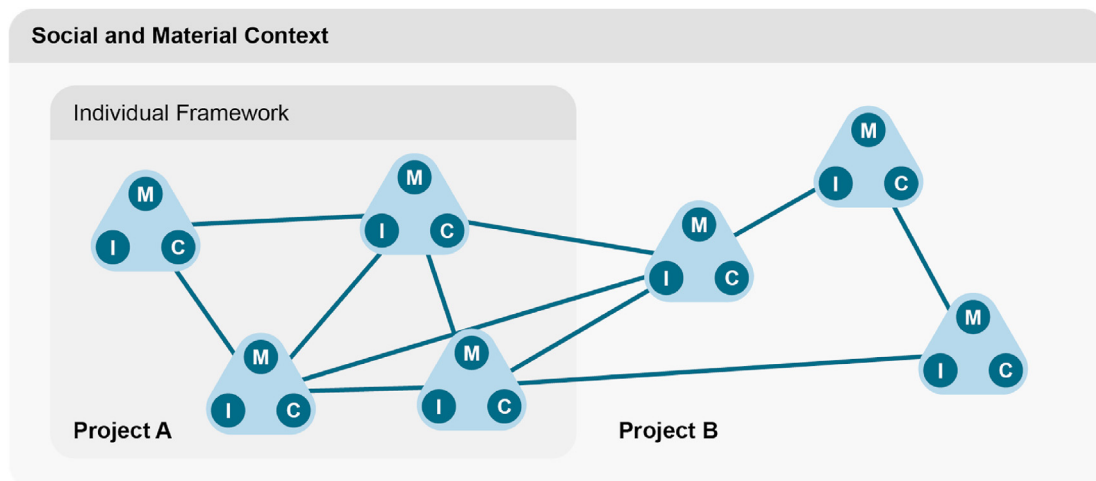 Social and Material Context
Individual Framework
M
I C
M
I C
M
I C
M
I C
Project A
M
I C
M
I C
M
I C
Project B